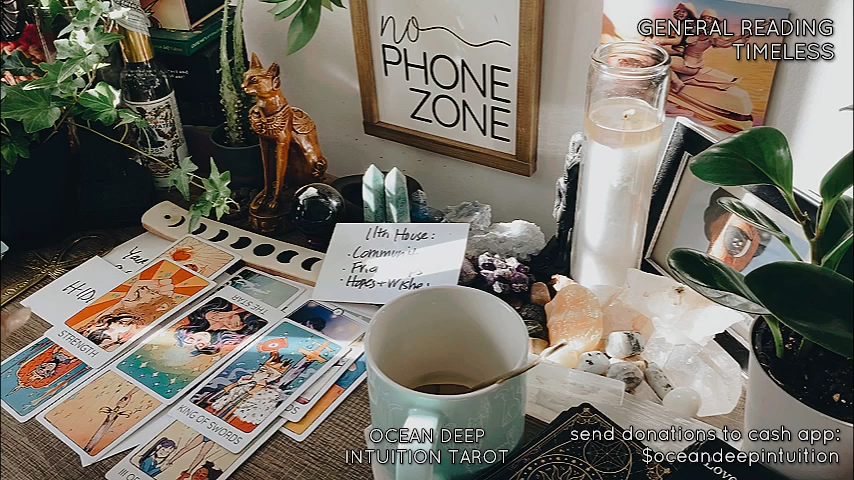 no
PHONE
ZONE
GENERAL READING
TIMELESS
11th House:
Hopes + Wishes
STRENGTH
THE STAR
KING OF SWORDS
OCEAN DEEP
INTUITION TAROT
send donations to cash app:
$oceandeepintuition